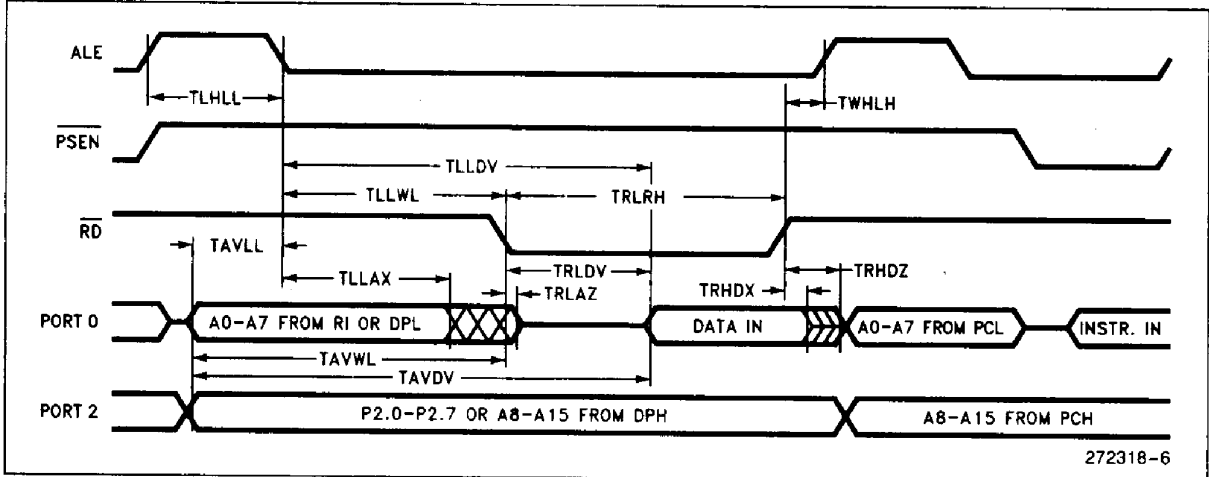 ALE
TLHLL
TWHLH
PSEN
TLLDV
TLLWL
TRLRH
RD
TAVLL
TLLAX
TRLDV
TRLAZ
TRHDX
TRHDZ
PORT 0
A0-A7 FROM RI OR DPL
DATA IN
A0-A7 FROM PCL
INSTR. IN
TAVWL
TAVDV
PORT 2
P2.0-P2.7 OR A8-A15 FROM DPH
A8-A15 FROM PCH
272318-6